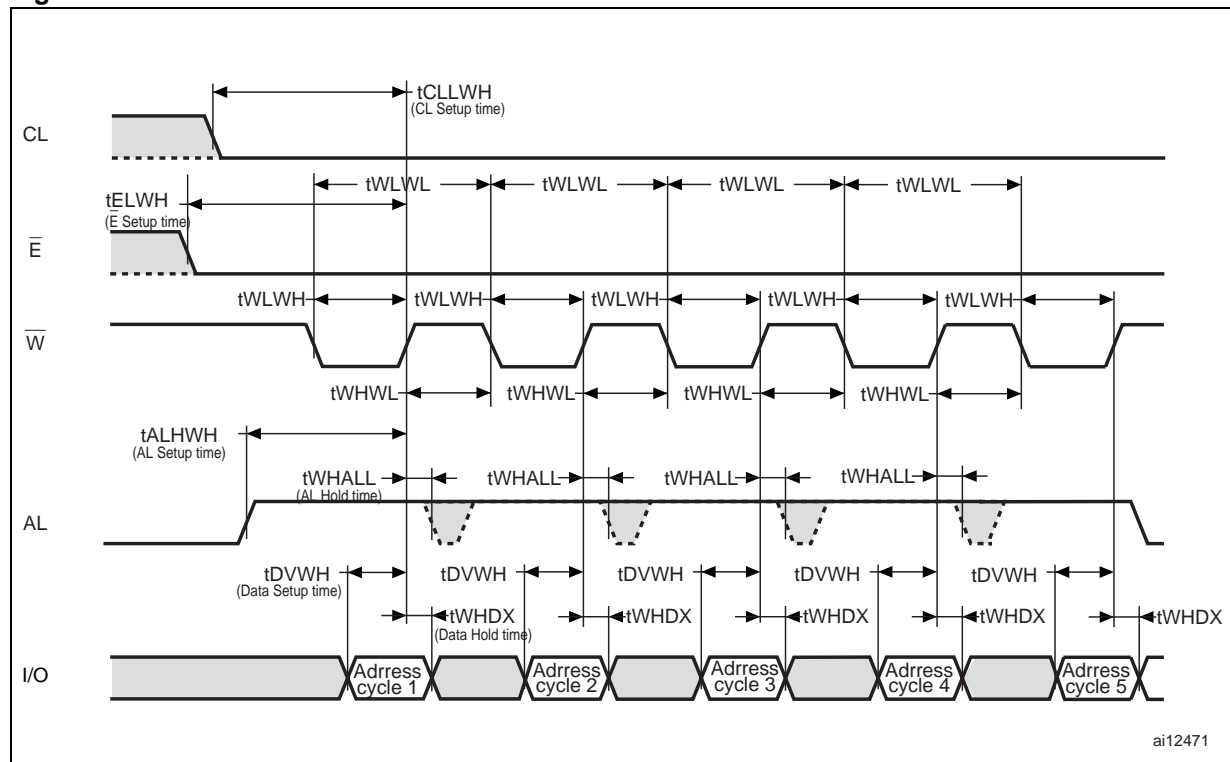 tCLLWH
(CL Setup time)
CL
tWLWL tWLWL tWLWL tWLWL
tELWH
(E Setup time)
E
tWLWH tWLWH tWLWH tWLWH tWLWH
W
tWHWL tWHWL tWHWL tWHWL
tALHWH
(AL Setup time)
tWHALL tWHALL tWHALL tWHALL
(AL Hold time)
AL
tDVWH tDVWH tDVWH tDVWH tDVWH
(Data Setup time)
tWHDX tWHDX tWHDX tWHDX tWHDX
(Data Hold time)
I/O
Adrress Adrress Adrress Adrress Adrress
cycle 1 cycle 2 cycle 3 cycle 4 cycle 5
ai12471